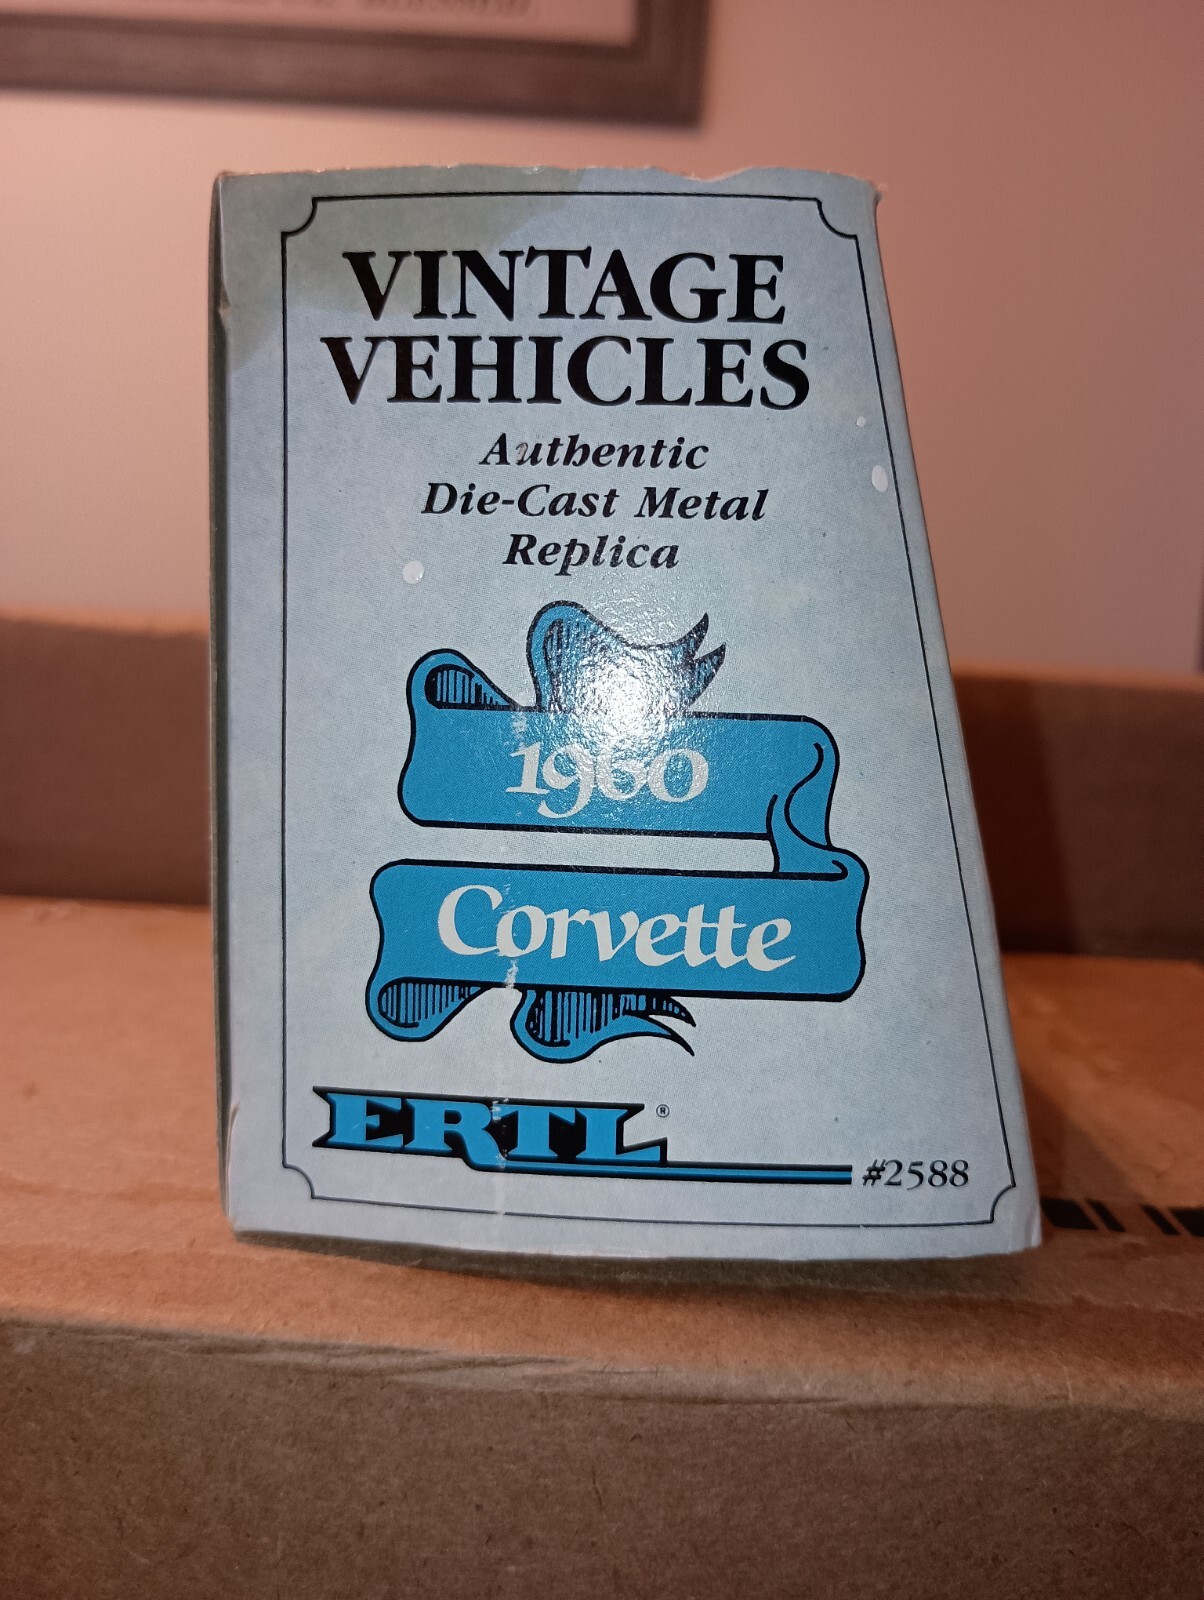 VINTAGE
VEHICLES
Authentic
Die-Cast Metal
Replica
1960
Corvette
ERTL®
#2588